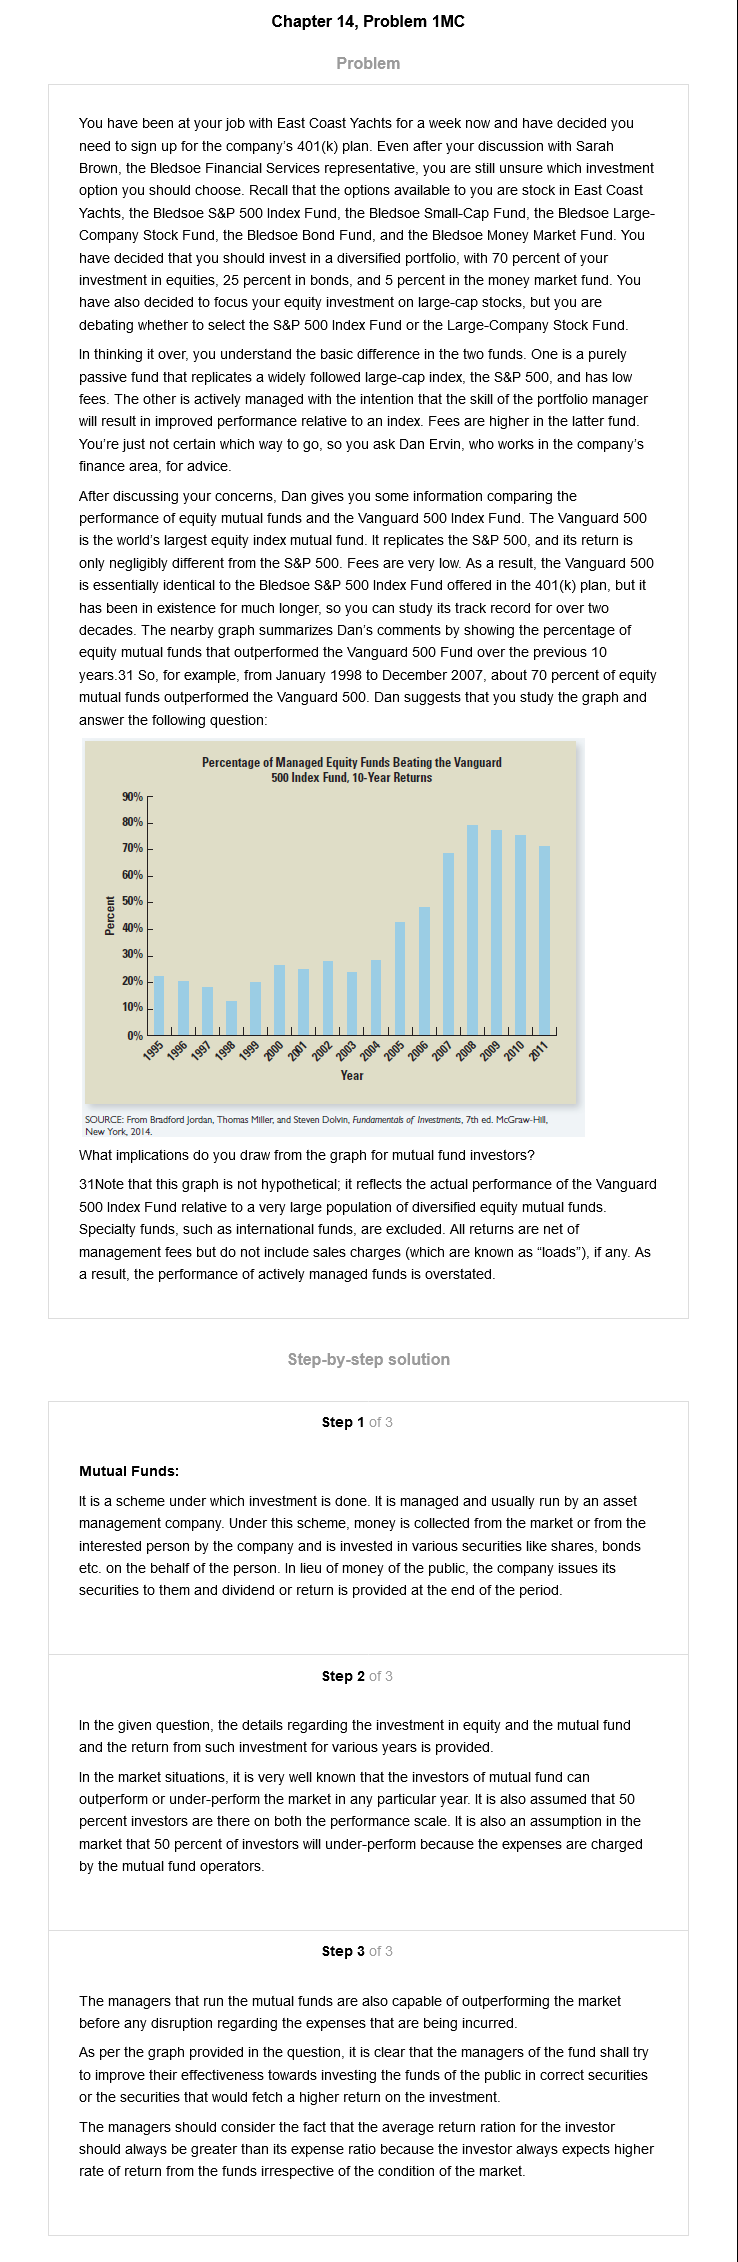 Chapter 14, Problem 1MC
Problem
You have been at your job with East Coast Yachts for a week now and have decided you
need to sign up for the company's 401(k) plan. Even after your discussion with Sarah
Brown, the Bledsoe Financial Services representative, you are still unsure which investment
option you should choose. Recall that the options available to you are stock in East Coast
Yachts, the Bledsoe S&P 500 Index Fund, the Bledsoe Small-Cap Fund, the Bledsoe Large-
Company Stock Fund, the Bledsoe Bond Fund, and the Bledsoe Money Market Fund. You
have decided that you should invest in a diversified portfolio, with 70 percent of your
investment in equities, 25 percent in bonds, and 5 percent in the money market fund. You
have also decided to focus your equity investment on large-cap stocks, but you are
debating whether to select the S&P 500 Index Fund or the Large-Company Stock Fund.
In thinking it over, you understand the basic difference in the two funds. One is a purely
passive fund that replicates a widely followed large-cap index, the S&P 500, and has low
fees. The other is actively managed with the intention that the skill of the portfolio manager
will result in improved performance relative to an index. Fees are higher in the latter fund.
You're just not certain which way to go, so you ask Dan Ervin, who works in the company's
finance area, for advice.
After discussing your concerns, Dan gives you some information comparing the
performance of equity mutual funds and the Vanguard 500 Index Fund. The Vanguard 500
is the world's largest equity index mutual fund. It replicates the S&P 500, and its return is
only negligibly different from the S&P 500. Fees are very low. As a result, the Vanguard 500
is essentially identical to the Bledsoe S&P 500 Index Fund offered in the 401(k) plan, but it
has been in existence for much longer, so you can study its track record for over two
decades. The nearby graph summarizes Dan's comments by showing the percentage of
equity mutual funds that outperformed the Vanguard 500 Fund over the previous 10
years.31 So, for example, from January 1998 to December 2007, about 70 percent of equity
mutual funds outperformed the Vanguard 500. Dan suggests that you study the graph and
answer the following question:
Percentage of Managed Equity Funds Beating the Vanguard
500 Index Fund, 10-Year Returns
90%
80%
70%
60%
50%
40%
30%
20%
10%
0%
Percent
1995 1996 1997 1998 1999 2000 2001 2002 2003 2004 2005 2006 2007 2008 2009 2010 2011
Year
SOURCE: From Bradford Jordan, Thomas Miller, and Steven Dolvin, Fundamentals of Investments, 7th ed. McGraw-Hill,
New York, 2014.
What implications do you draw from the graph for mutual fund investors?
31Note that this graph is not hypothetical; it reflects the actual performance of the Vanguard
500 Index Fund relative to a very large population of diversified equity mutual funds.
Specialty funds, such as international funds, are excluded. All returns are net of
management fees but do not include sales charges (which are known as “loads”), if any. As
a result, the performance of actively managed funds is overstated.
Step-by-step solution
Step 1 of 3
Mutual Funds:
It is a scheme under which investment is done. It is managed and usually run by an asset
management company. Under this scheme, money is collected from the market or from the
interested person by the company and is invested in various securities like shares, bonds
etc. on the behalf of the person. In lieu of money of the public, the company issues its
securities to them and dividend or return is provided at the end of the period.
Step 2 of 3
In the given question, the details regarding the investment in equity and the mutual fund
and the return from such investment for various years is provided.
In the market situations, it is very well known that the investors of mutual fund can
outperform or under-perform the market in any particular year. It is also assumed that 50
percent investors are there on both the performance scale. It is also an assumption in the
market that 50 percent of investors will under-perform because the expenses are charged
by the mutual fund operators.
Step 3 of 3
The managers that run the mutual funds are also capable of outperforming the market
before any disruption regarding the expenses that are being incurred.
As per the graph provided in the question, it is clear that the managers of the fund shall try
to improve their effectiveness towards investing the funds of the public in correct securities
or the securities that would fetch a higher return on the investment.
The managers should consider the fact that the average return ration for the investor
should always be greater than its expense ratio because the investor always expects higher
rate of return from the funds irrespective of the condition of the market.